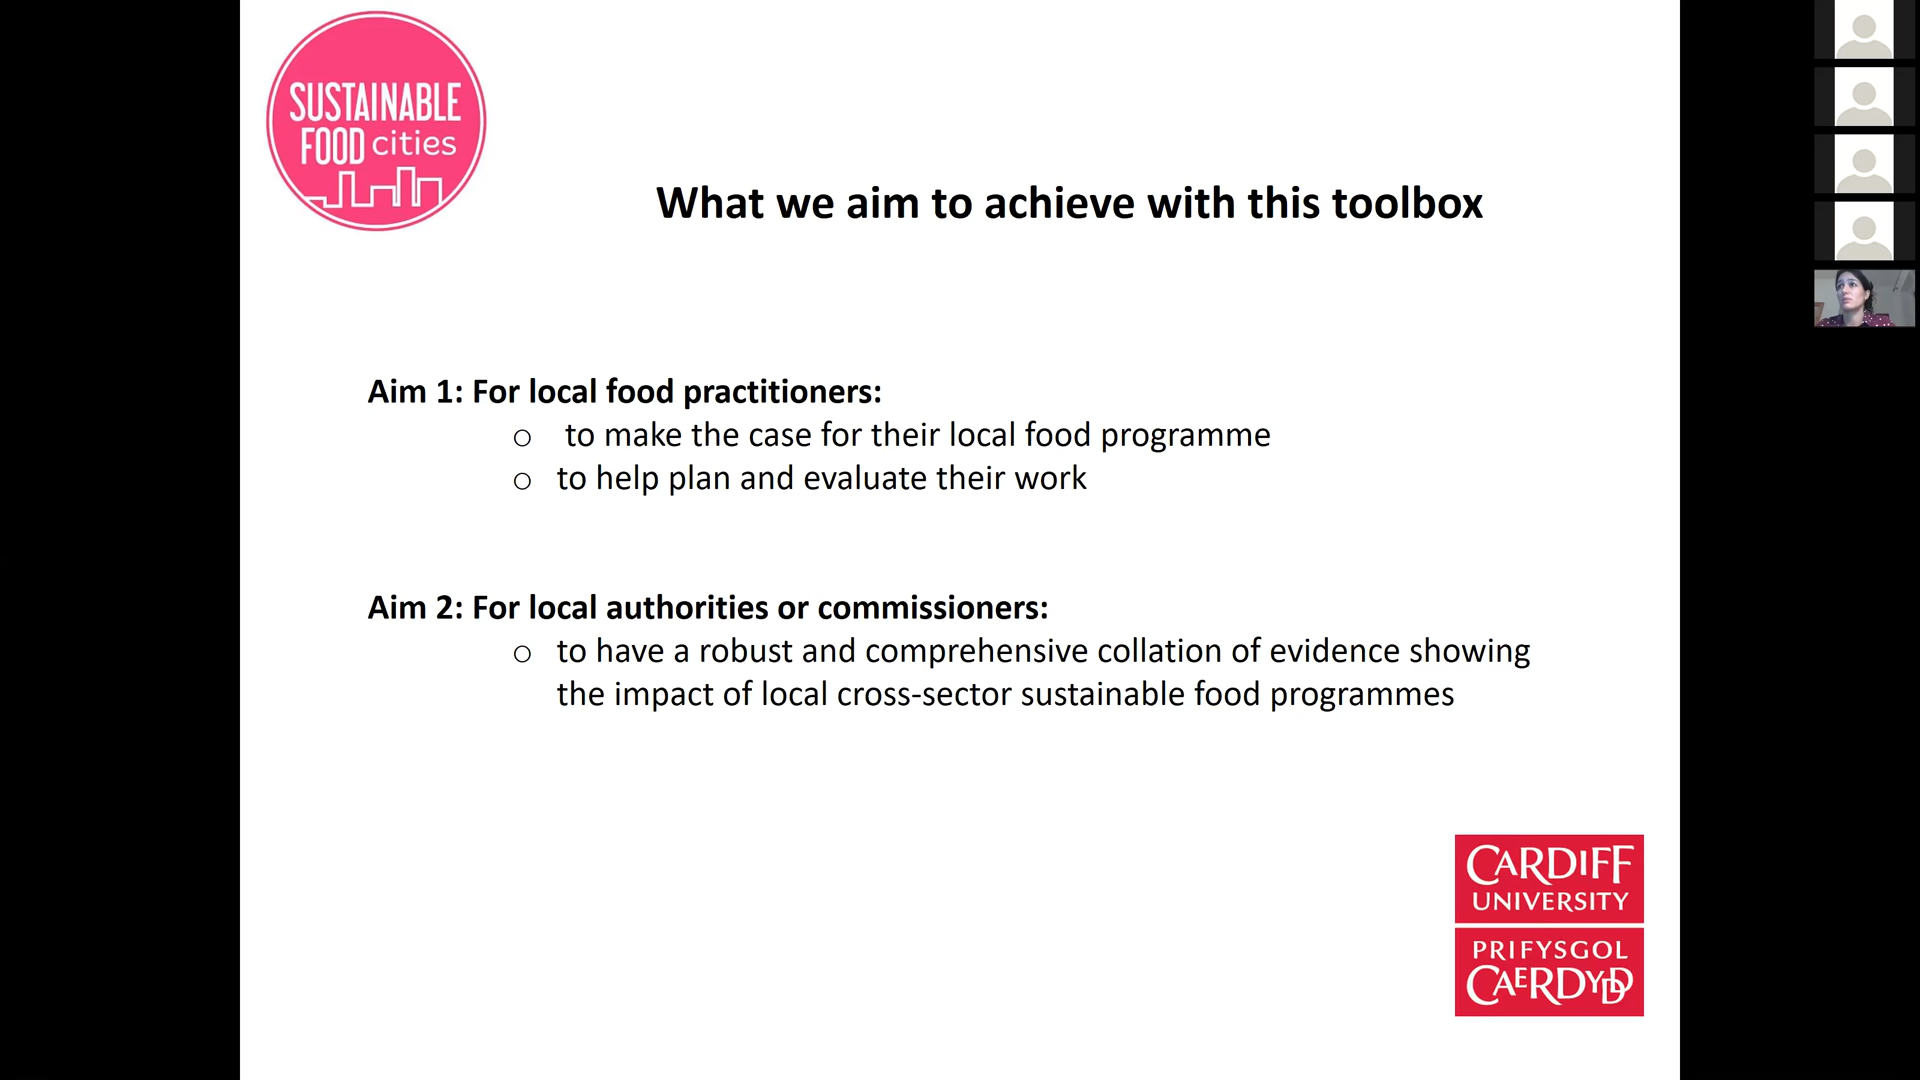 SUSTAINABLE
FOOD cities
What we aim to achieve with this toolbox
Aim 1: For local food practitioners:
o to make the case for their local food programme
o to help plan and evaluate their work
Aim 2: For local authorities or commissioners:
o to have a robust and comprehensive collation of evidence showing
the impact of local cross-sector sustainable food programmes
CARDIFF
UNIVERSITY
PRIFYSGOL
CAERDYDD